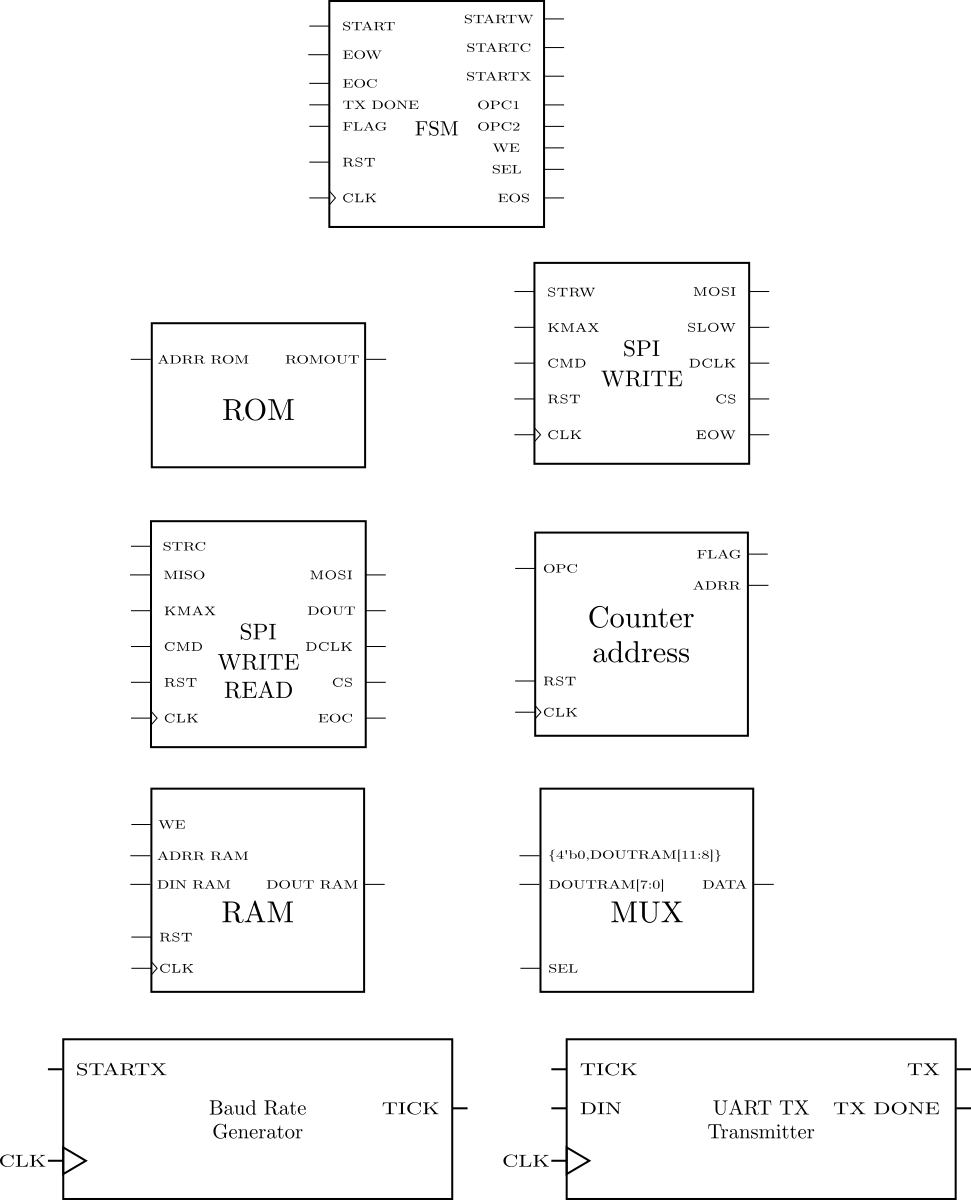 START STARTW
EOW STARTC
EOC STARTX
TX DONE OPC1
FLAG FSM OPC2
WE
RST SEL
CLK EOS
STRW MOSI
KMAX SLOW
SPI
CMD DCLK
WRITE
RST CS
CLK EOW
ADRR ROM ROMOUT
ROM
STRC
MISO MOSI
KMAX DOUT
SPI
CMD DCLK
WRITE
RST CS
READ
CLK EOC
FLAG
OPC
ADRR
Counter
address
RST
CLK
WE
ADRR RAM
DIN RAM DOUT RAM
RAM
RST
CLK
{4'b0,DOUTRAM[11:8]}
DOUTRAM[7:0] DATA
MUX
SEL
STARTX
Baud Rate TICK
Generator
CLK
TICK TX
DIN UART TX TX DONE
Transmitter
CLK